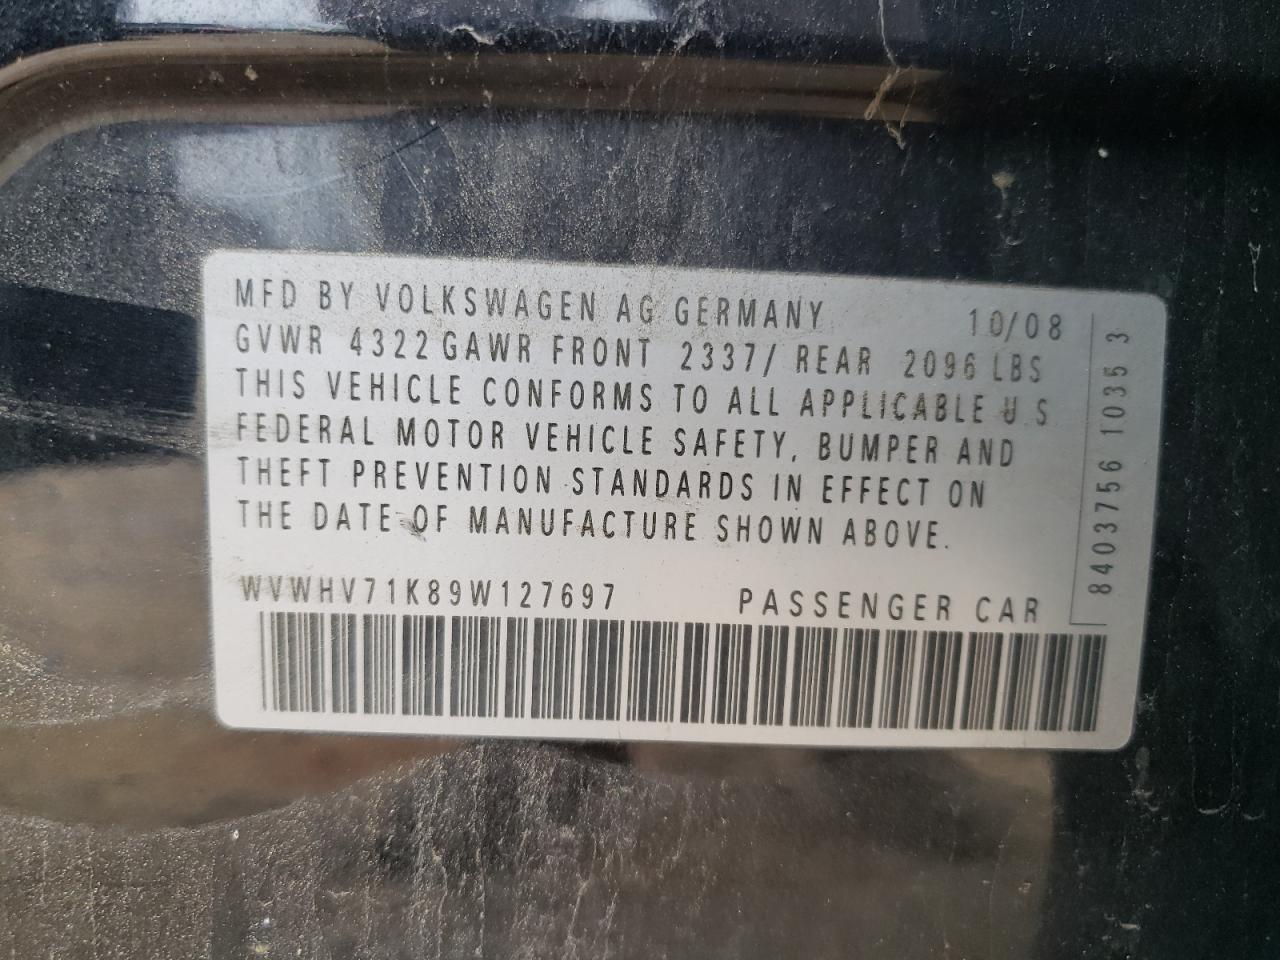 MFD BY VOLKSWAGEN AG GERMANY 10/08
GVWR 4322 GAWR FRONT 2337/ REAR 2096 LBS
THIS VEHICLE CONFORMS TO ALL APPLICABLE U S
FEDERAL MOTOR VEHICLE SAFETY, BUMPER AND
THEFT PREVENTION STANDARDS IN EFFECT ON
THE DATE OF MANUFACTURE SHOWN ABOVE.
WVWHV71K89W127697 PASSENGER CAR
8403756 1035 3